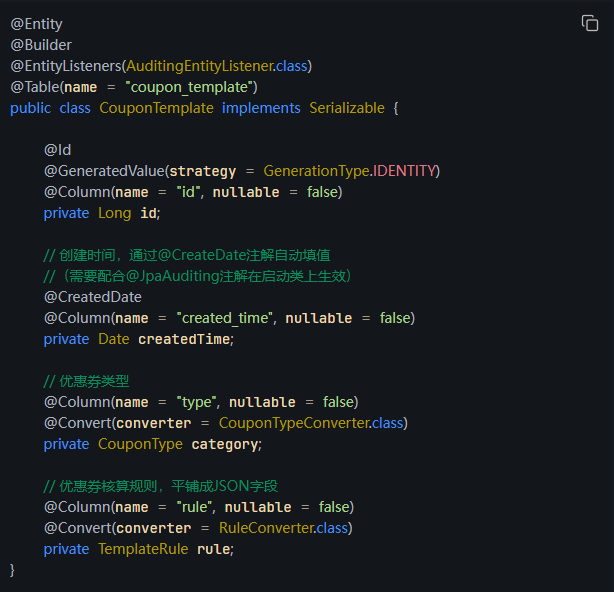 @Entity
@Builder
@EntityListeners(AuditingEntityListener.class)
@Table(name = "coupon_template")
public class CouponTemplate implements Serializable {
@Id
@GeneratedValue(strategy = GenerationType.IDENTITY)
@Column(name = "id", nullable = false)
private Long id;
// 创建时间，通过@CreateDate注解自动填值
//（需要配合@JpaAuditing注解在启动类上生效）
@CreatedDate
@Column(name = "created_time", nullable = false)
private Date createdTime;
// 优惠券类型
@Column(name = "type", nullable = false)
@Convert(converter = CouponTypeConverter.class)
private CouponType category;
// 优惠券核算规则，平铺成JSON字段
@Column(name = "rule", nullable = false)
@Convert(converter = RuleConverter.class)
private TemplateRule rule;
}